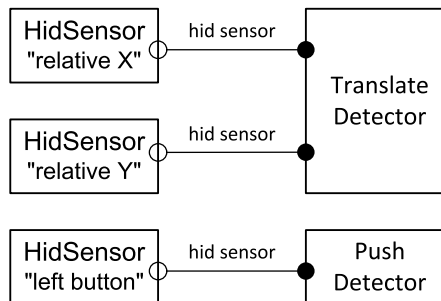 HidSensor
"relative X"
hid sensor
Translate
Detector
HidSensor
"relative Y"
hid sensor
HidSensor
"left button"
hid sensor
Push
Detector